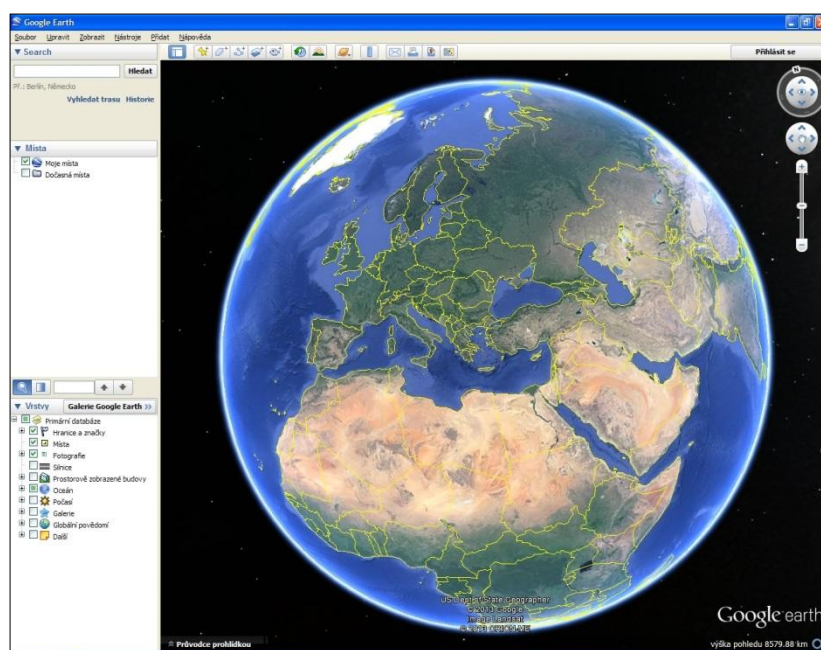 Google Earth
Soubor Upravit Zobrazit Nástroje Přidat Nápověda
▼ Search
Přihlásit se
Hledat
Př.: Berlín, Německo
Vyhledat trasu Historie
N
▼ Místa
Moje místa
Dočasná místa
▼ Vrstvy Galerie Google Earth >>
Primární databáze
Hranice a značky
Místa
Fotografie
Silnice
Prostorově zobrazené budovy
Oceán
Počasí
Galerie
Globální povědomí
Další
US Dept of State Geographer
© 2013 Google
Image Landsat
© 2013 ORION-ME
Google earth
Průvodce prohlídkou
výška pohledu 8579.88 km